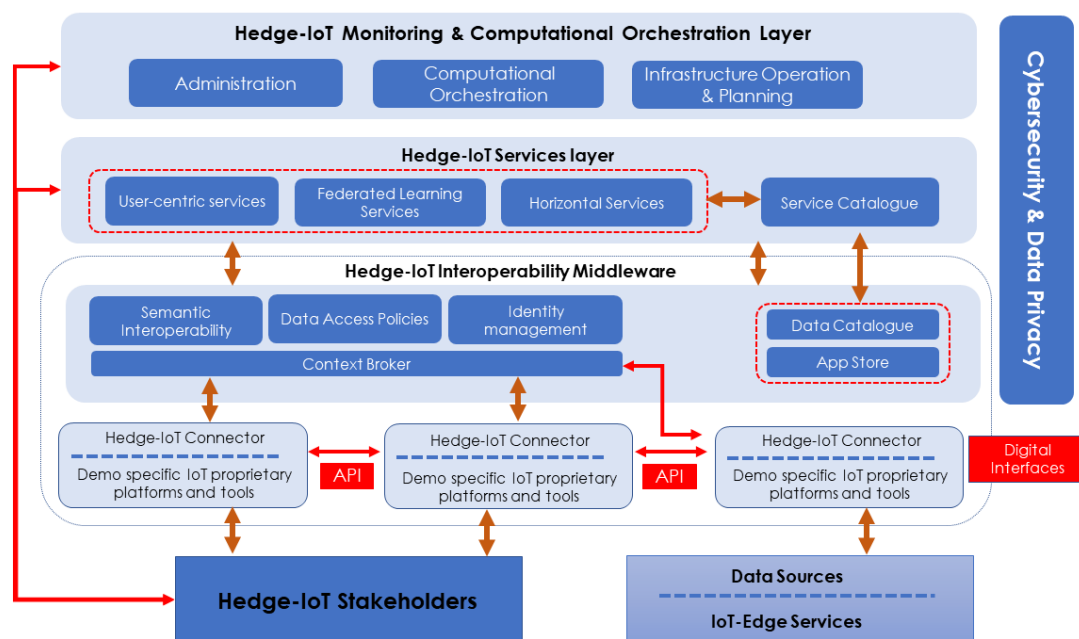 Hedge-IoT Monitoring & Computational Orchestration Layer
Administration
Computational
Orchestration
Infrastructure Operation
& Planning
Cybersecurity & Data Privacy
Hedge-IoT Services layer
User-centric services
Federated Learning
Services
Horizontal Services
Service Catalogue
Hedge-IoT Interoperability Middleware
Semantic
Interoperability
Data Access Policies
Identity
management
Data Catalogue
App Store
Context Broker
Hedge-IoT Connector
Demo specific IoT proprietary
platforms and tools
API
Hedge-IoT Connector
Demo specific IoT proprietary
platforms and tools
API
Hedge-IoT Connector
Demo specific IoT proprietary
platforms and tools
Digital
Interfaces
Hedge-IoT Stakeholders
Data Sources
IoT-Edge Services